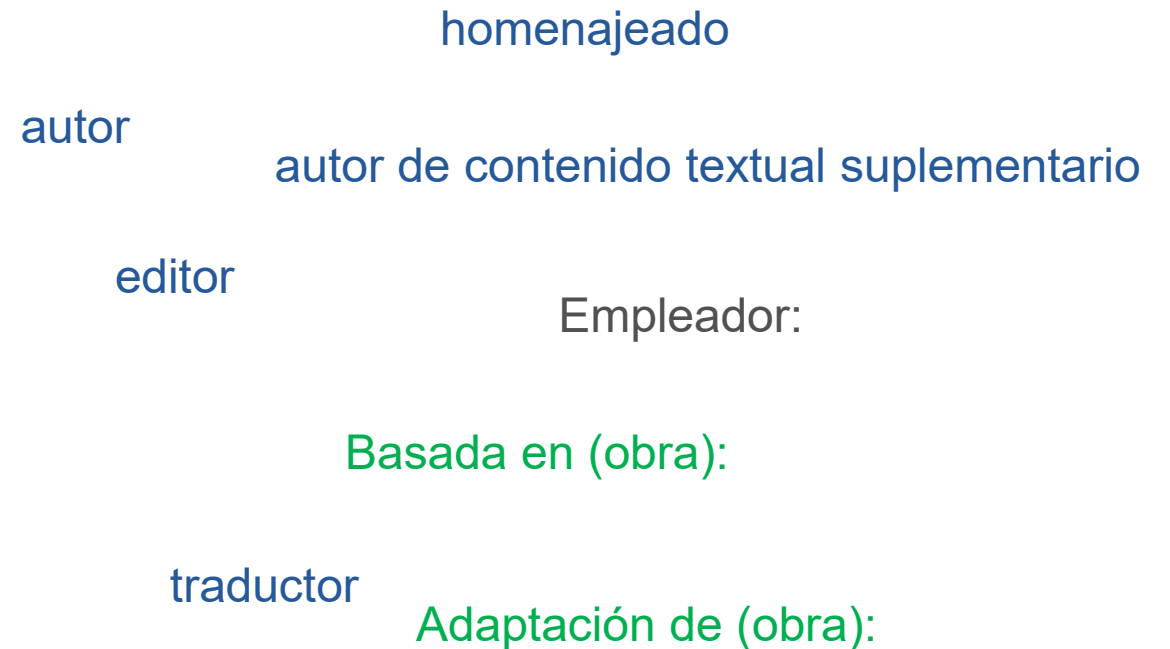 homenajeado
autor
autor de contenido textual suplementario
editor
Empleador:
Basada en (obra):
traductor
Adaptación de (obra):